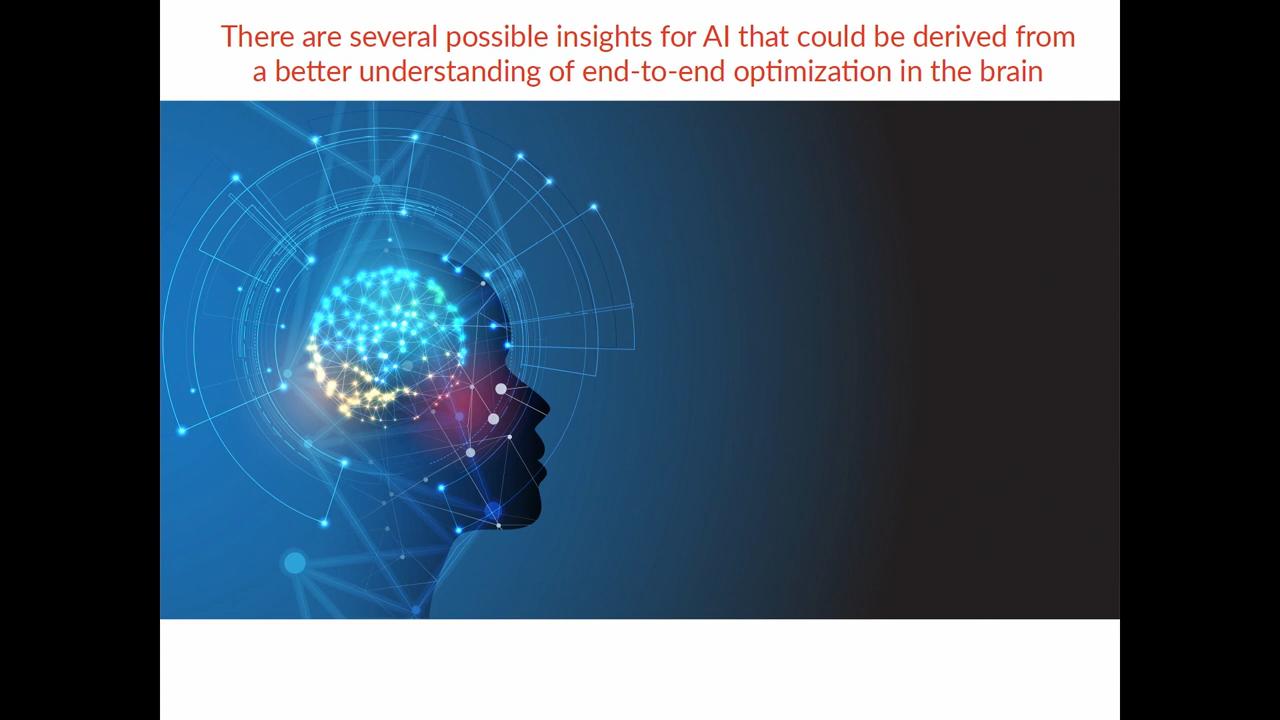 There are several possible insights for AI that could be derived from
a better understanding of end-to-end optimization in the brain